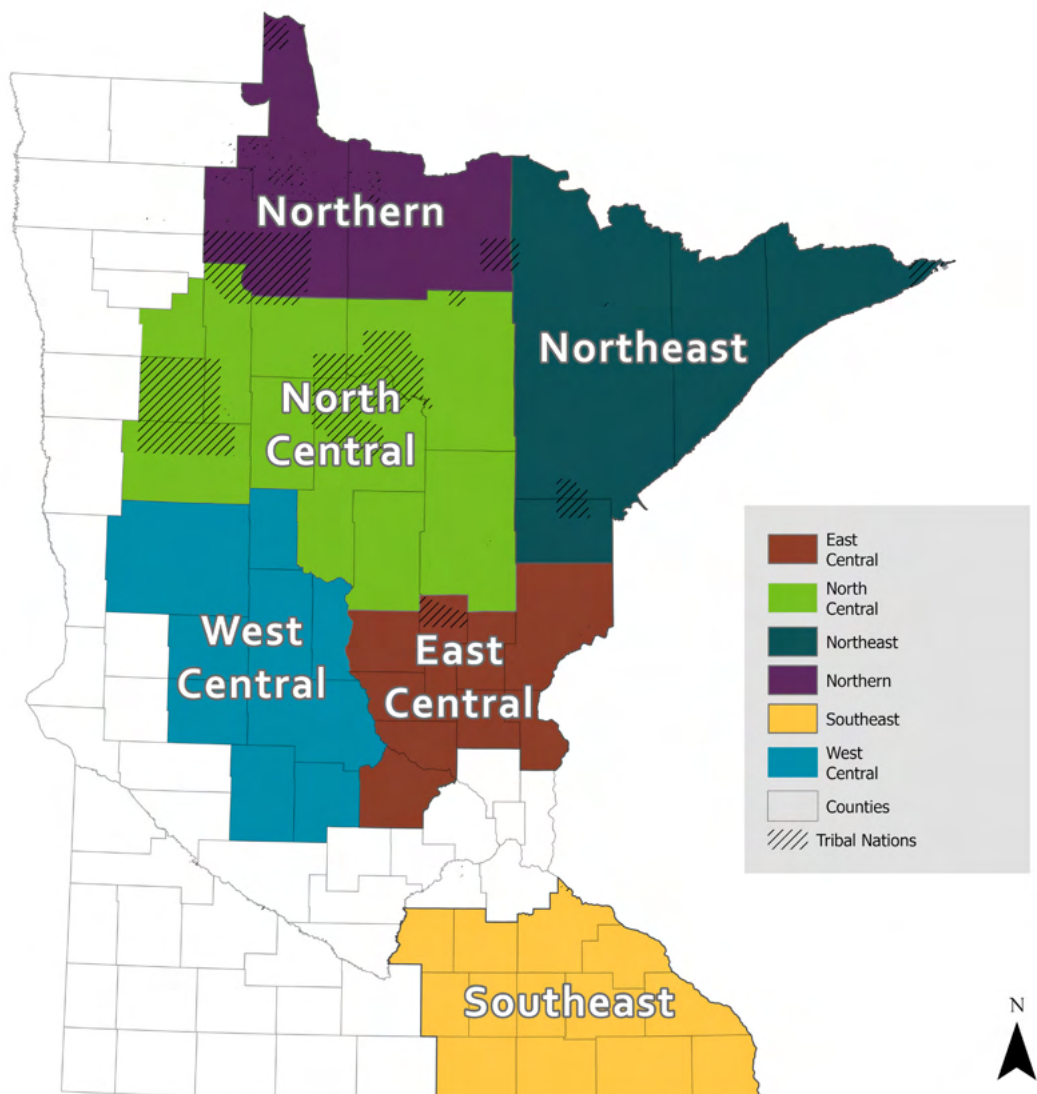 Northern
Northeast
North
Central
West
Central
East
Central
Southeast
East
Central
North
Central
Northeast
Northern
Southeast
West
Central
Counties
Tribal Nations
N